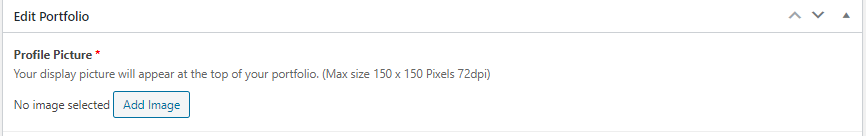 Edit Portfolio
Profile Picture *
Your display picture will appear at the top of your portfolio. (Max size 150 x 150 Pixels 72dpi)
No image selected Add Image